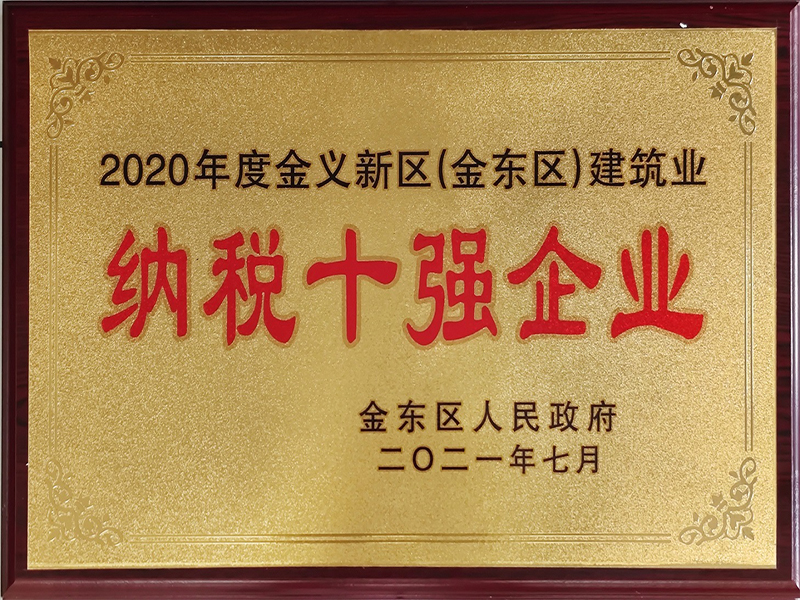 2020年度金义新区(金东区)建筑业
纳税十强企业
金东区人民政府
二〇二一年七月